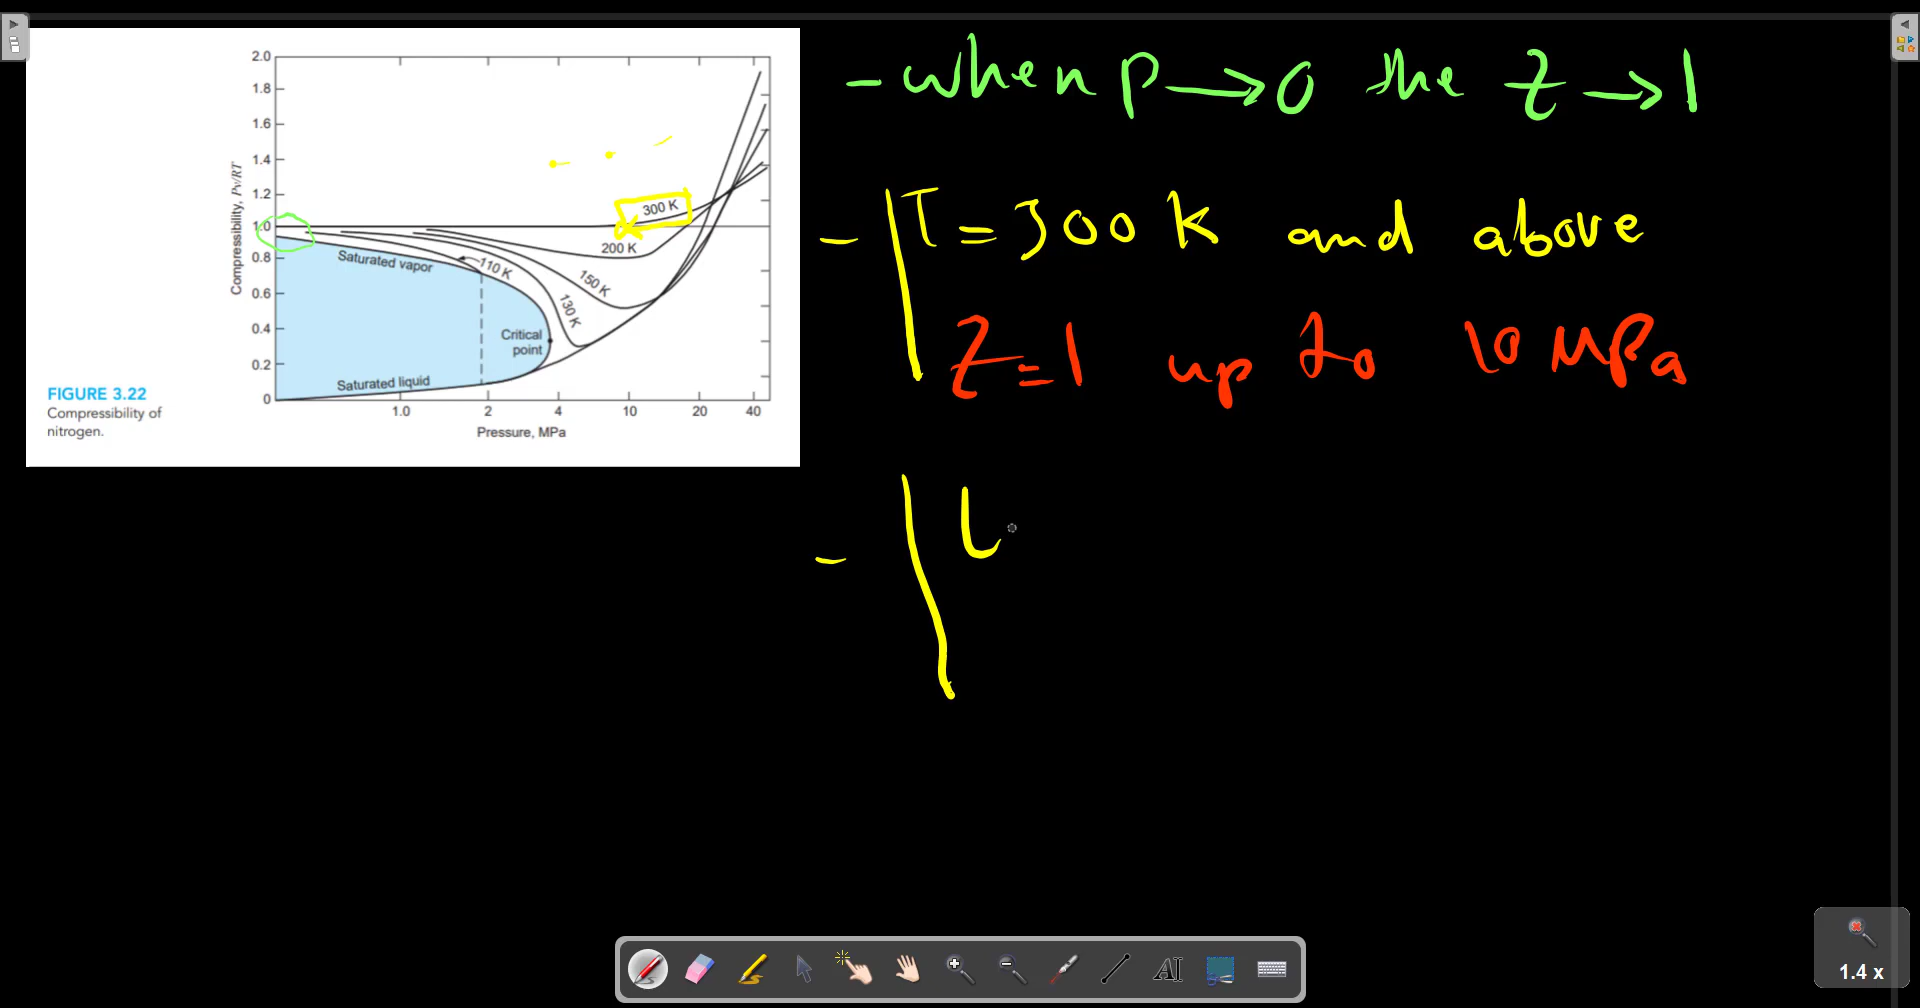 2.0
1.8
1.6
1.4
1.2
1.0
0.8
0.6
0.4
0.2
0
Compressibility, Pv/RT
300 K
200 K
150 K
130 K
110 K
Saturated vapor
Critical
point
Saturated liquid
1.0 2 4 10 20 40
Pressure, MPa
FIGURE 3.22
Compressibility of
nitrogen.
- when P → 0 the Z → 1
- T = 300 K and above
Z = 1 up to 10 MPa
-
1.4 x